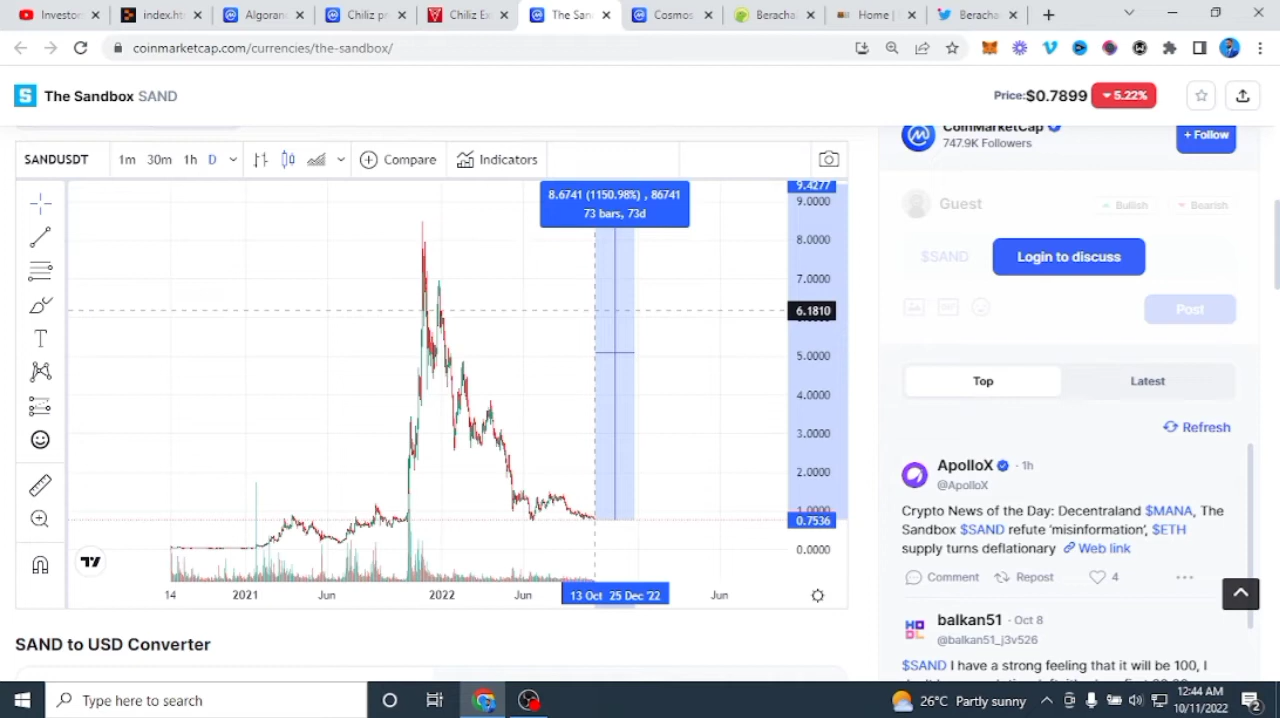 Investor
index.ht
Algoran
Chiliz pr
Chiliz Ex
The San
Cosmos
Beracha
Home |
Beracha
coinmarketcap.com/currencies/the-sandbox/
The Sandbox SAND
Price:$0.7899 5.22%
CoinMarketCap
747.9K Followers
+ Follow
SANDUSDT 1m 30m 1h D Compare Indicators
Guest Bullish Bearish
$SAND Login to discuss
Post
8.6741 (1150.98%) , 86741
73 bars, 73d
9.4277
9.0000
8.0000
7.0000
6.1810
5.0000
4.0000
3.0000
2.0000
1.0000
0.7536
0.0000
14 2021 Jun 2022 Jun 13 Oct 25 Dec '22 Jun
Top Latest
Refresh
ApolloX · 1h
@ApolloX
Crypto News of the Day: Decentraland $MANA, The
Sandbox $SAND refute 'misinformation', $ETH
supply turns deflationary Web link
Comment Repost 4
balkan51 · Oct 8
@balkan51_j3v526
$SAND I have a strong feeling that it will be 100, I
SAND to USD Converter
Type here to search
26°C Partly sunny
12:44 AM
10/11/2022
2